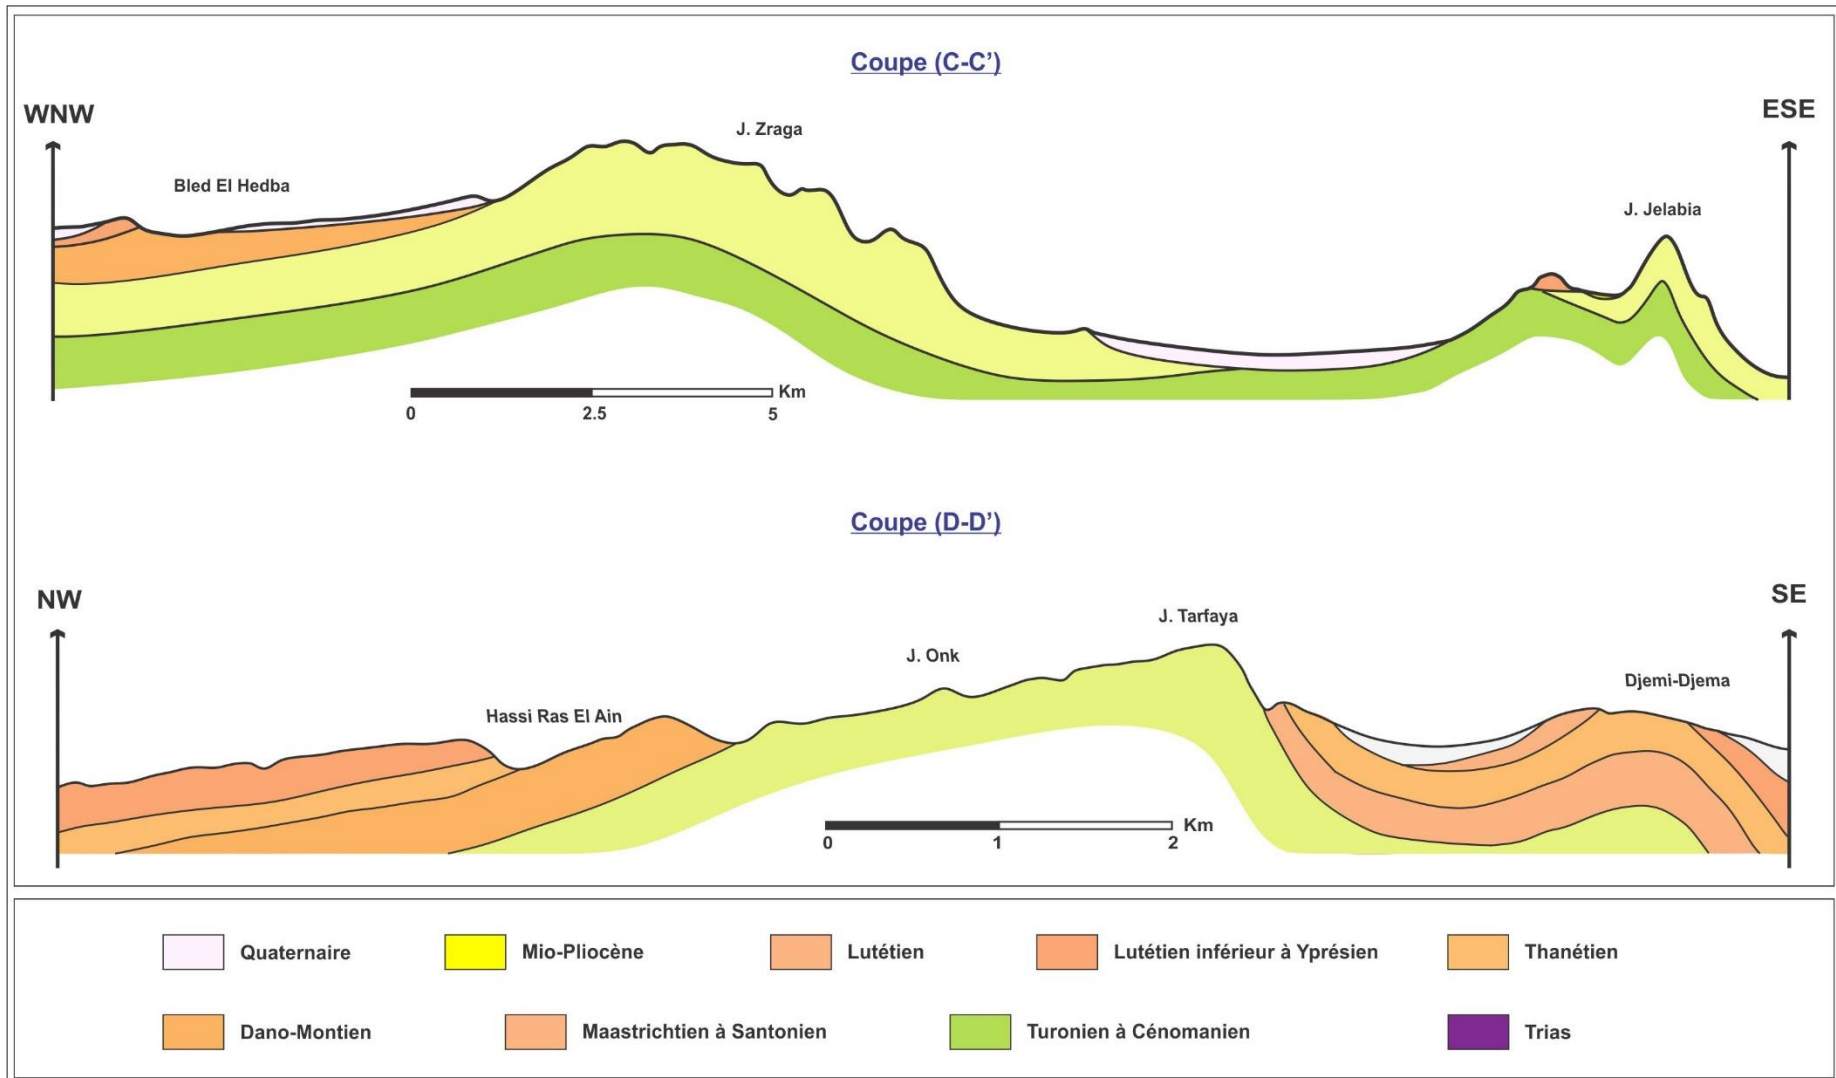 Coupe (C-C’)
WNW
ESE
J. Zraga
Bled El Hedba
J. Jelabia
Km
0
2.5
5
Coupe (D-D’)
NW
SE
J. Tarfaya
J. Onk
Djemi-Djema
Hassi Ras El Ain
Km
0
1
2
Quaternaire
Mio-Pliocène
Lutétien
Lutétien inférieur à Yprésien
Thanétien
Dano-Montien
Maastrichtien à Santonien
Turonien à Cénomanien
Trias